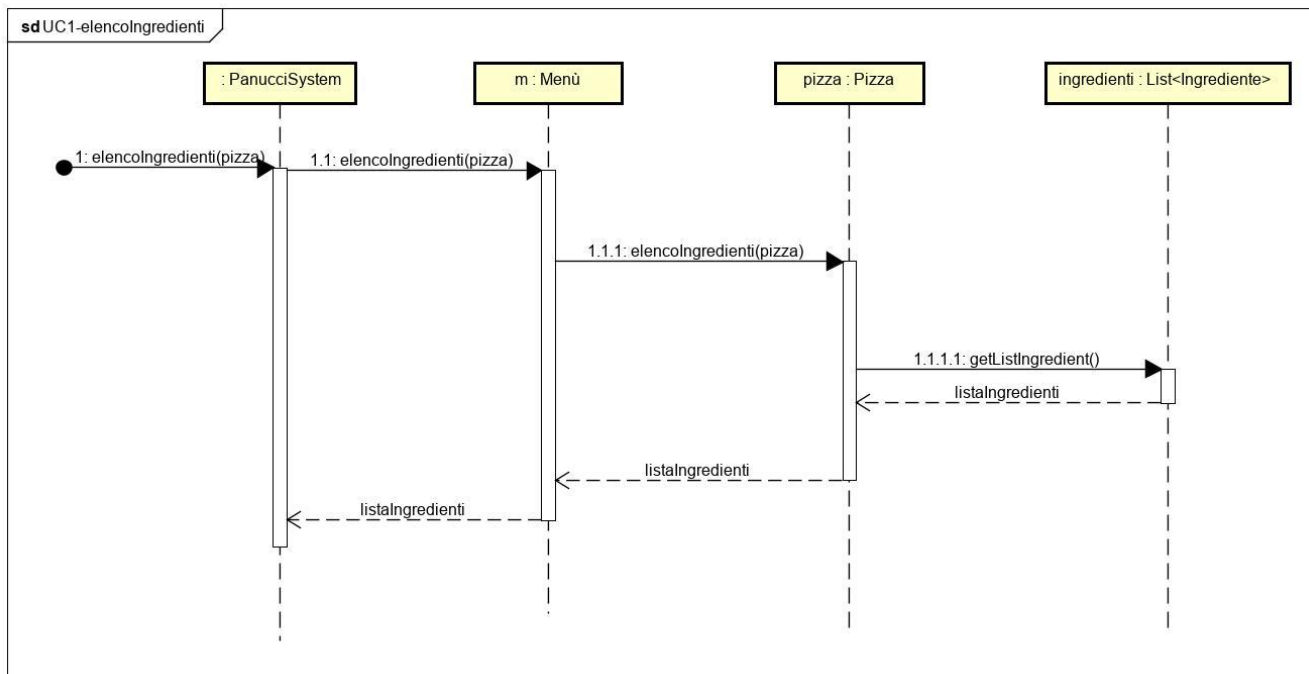 sd UC1-elencoIngredienti
: PanucciSystem
m : Menù
pizza : Pizza
ingredienti : List<Ingrediente>
1: elencoIngredienti(pizza)
1.1: elencoIngredienti(pizza)
1.1.1: elencoIngredienti(pizza)
1.1.1.1: getListIngredient()
listaIngredienti
listaIngredienti
listaIngredienti